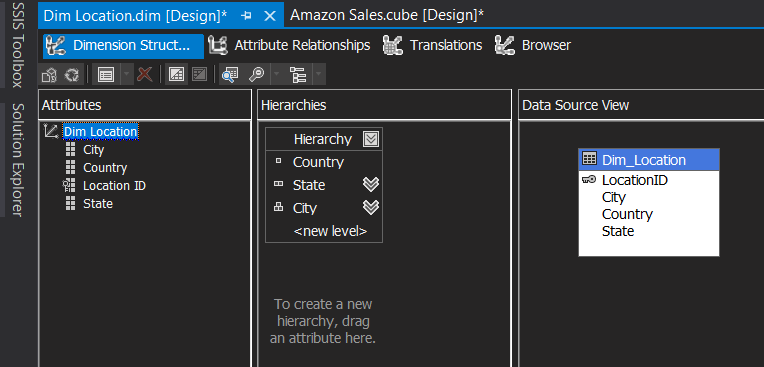 SSIS Toolbox
Solution Explorer
Dim Location.dim [Design]*
Amazon Sales.cube [Design]*
Dimension Struct...
Attribute Relationships
Translations
Browser
Attributes
Dim Location
City
Country
Location ID
State
Hierarchies
Hierarchy
Country
State
City
<new level>
To create a new
hierarchy, drag
an attribute here.
Data Source View
Dim_Location
LocationID
City
Country
State